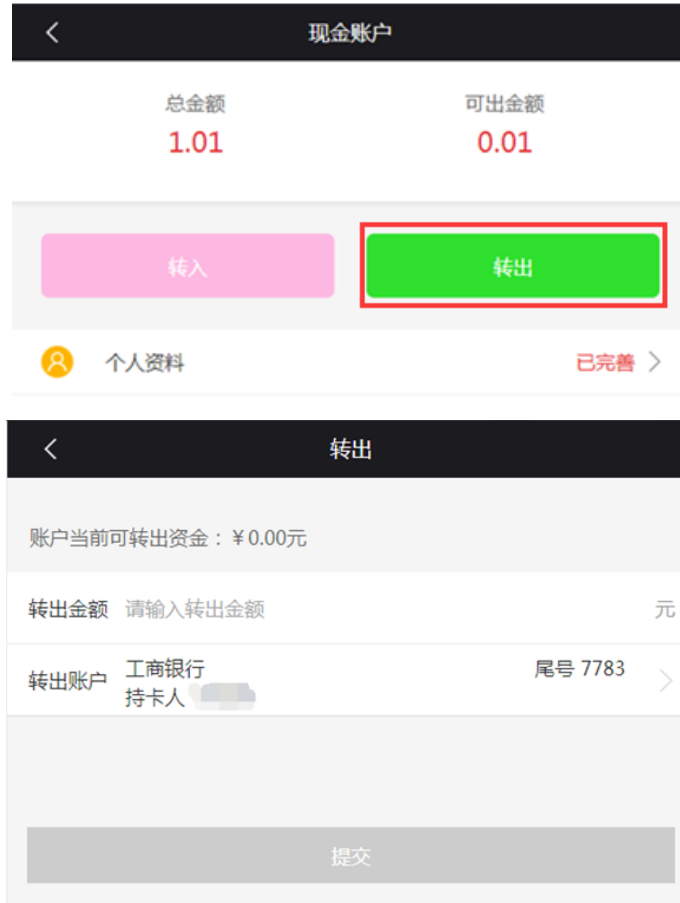 现金账户
总金额 可出金额
1.01 0.01
转入 转出
个人资料 已完善
转出
账户当前可转出资金：￥0.00元
转出金额 请输入转出金额 元
转出账户 工商银行 尾号 7783
持卡人
提交